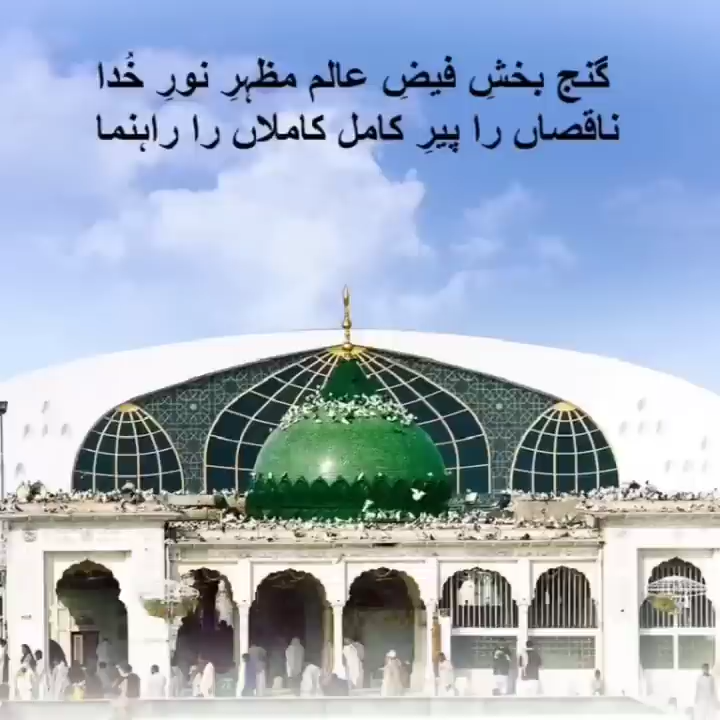 گنج بخشِ فیضِ عالم مظہرِ نورِ خُدا
ناقصاں را پیرِ کامل کاملاں را راہنما